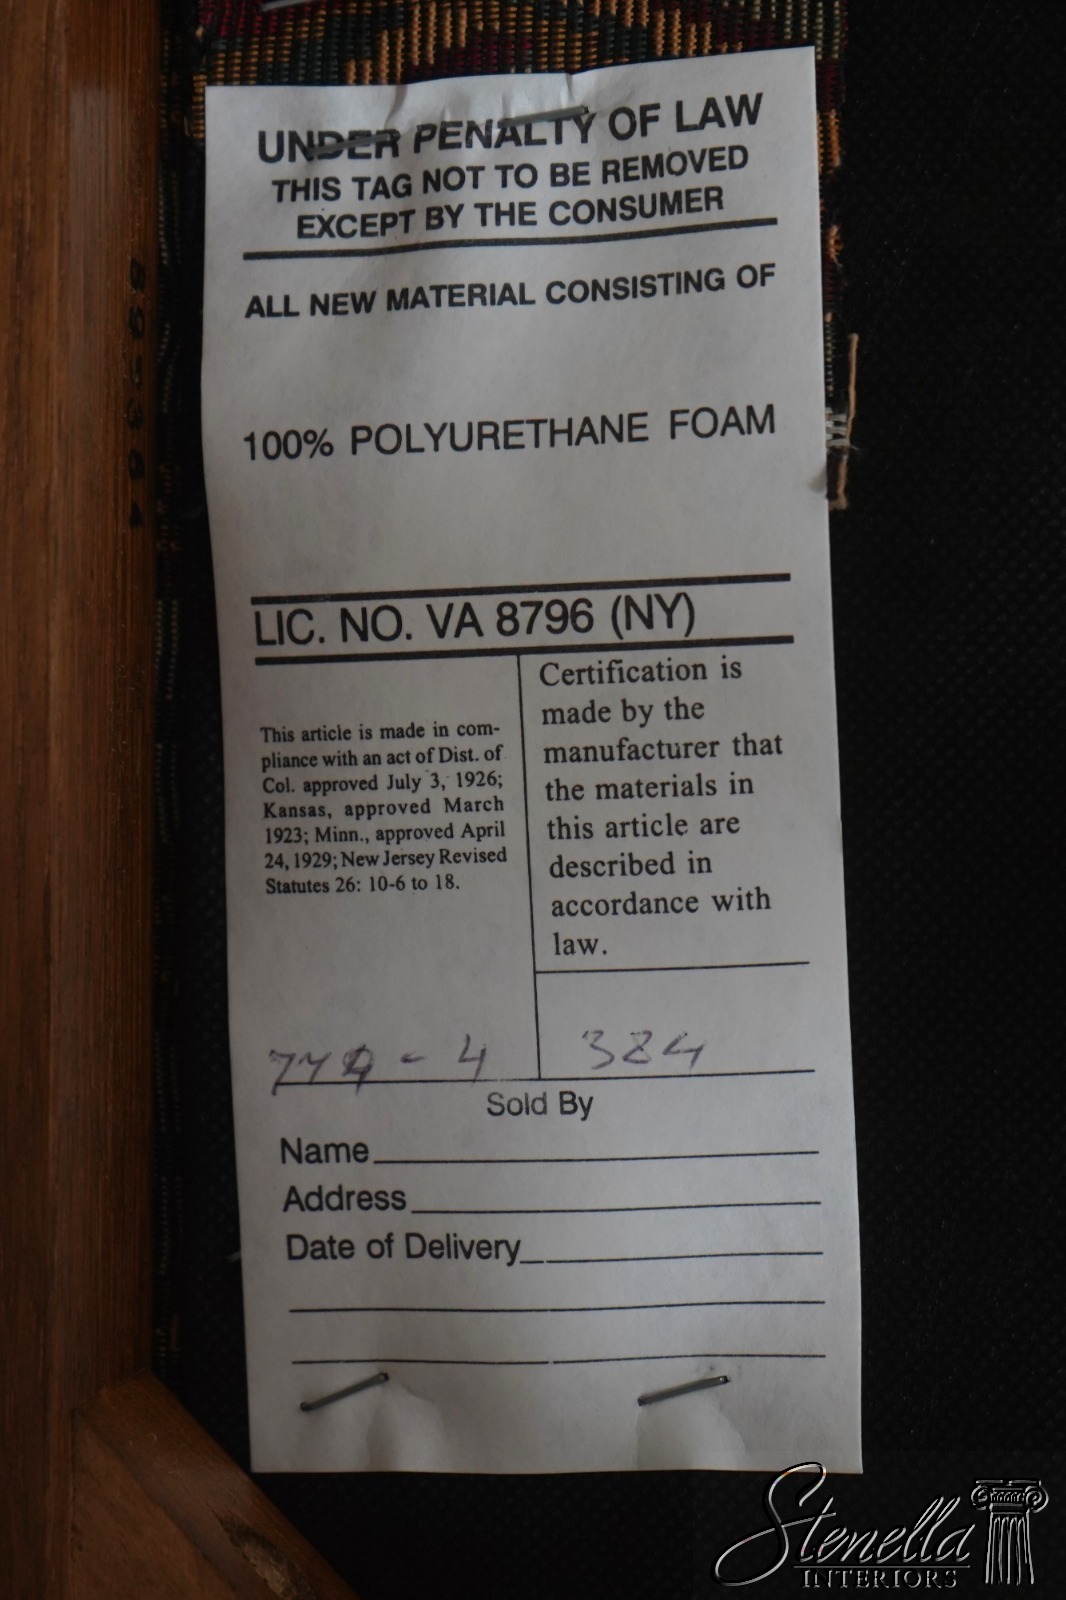 UNDER PENALTY OF LAW
THIS TAG NOT TO BE REMOVED
EXCEPT BY THE CONSUMER
ALL NEW MATERIAL CONSISTING OF
100% POLYURETHANE FOAM
LIC. NO. VA 8796 (NY)
This article is made in com-
pliance with an act of Dist. of
Col. approved July 3, 1926;
Kansas, approved March
1923; Minn., approved April
24, 1929; New Jersey Revised
Statutes 26: 10-6 to 18.
Certification is
made by the
manufacturer that
the materials in
this article are
described in
accordance with
law.
- 4
384
Sold By
Name
Address
Date of Delivery
Stenella
INTERIORS